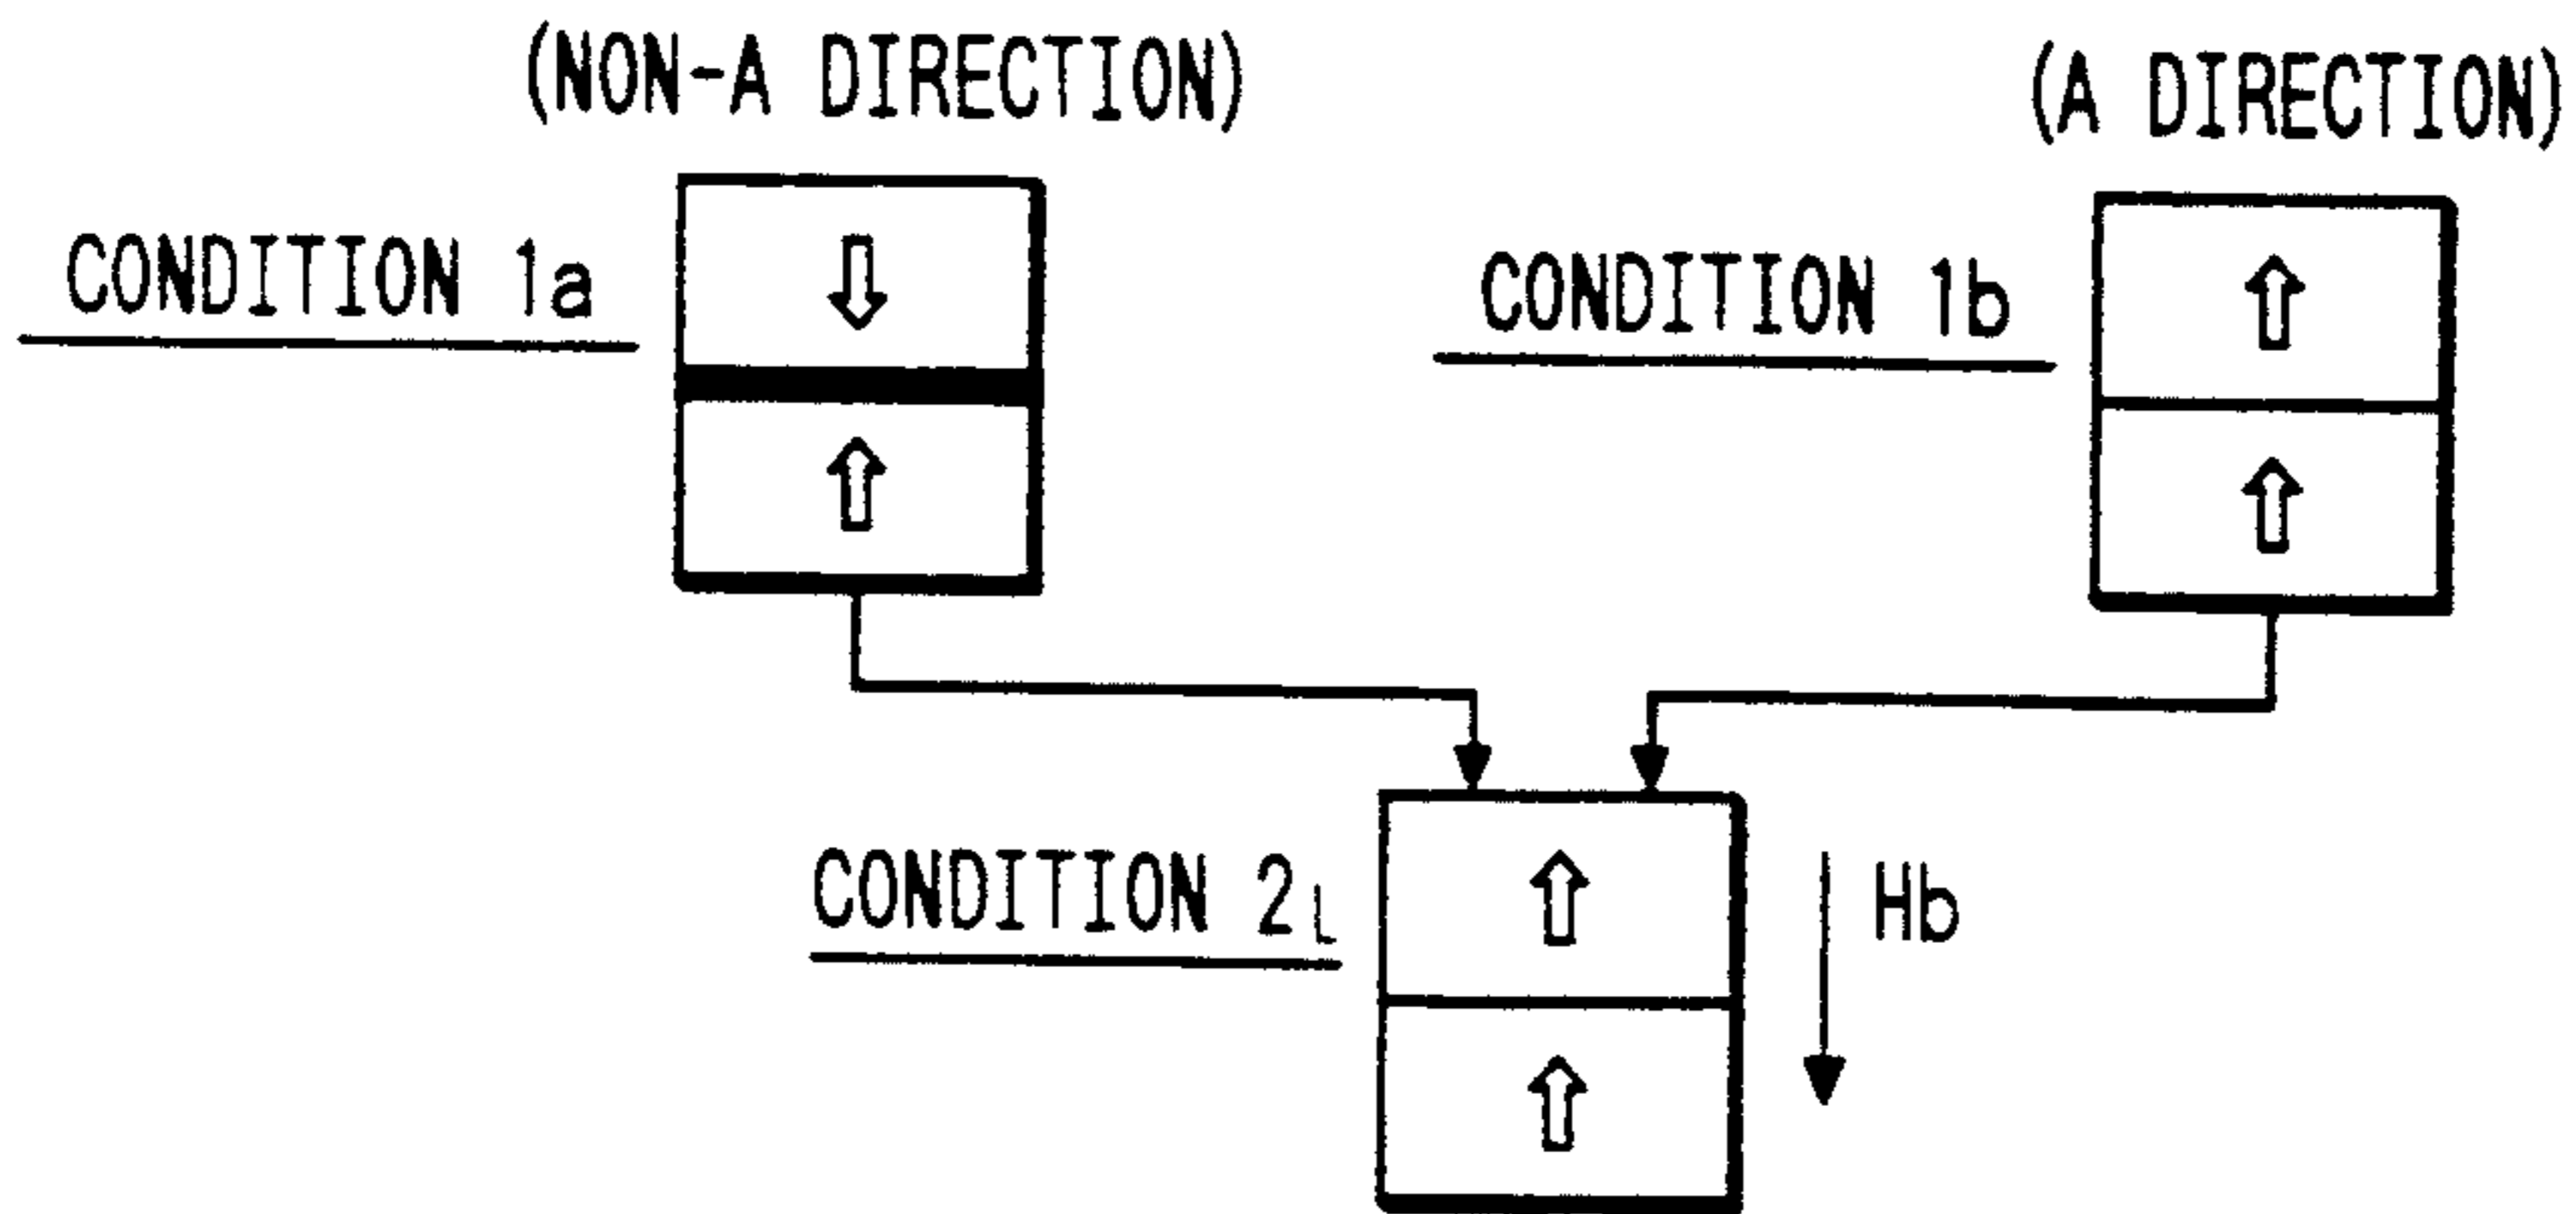 (NON-A DIRECTION)
(A DIRECTION)
CONDITION 1a
CONDITION 1b
CONDITION 2L
Hb